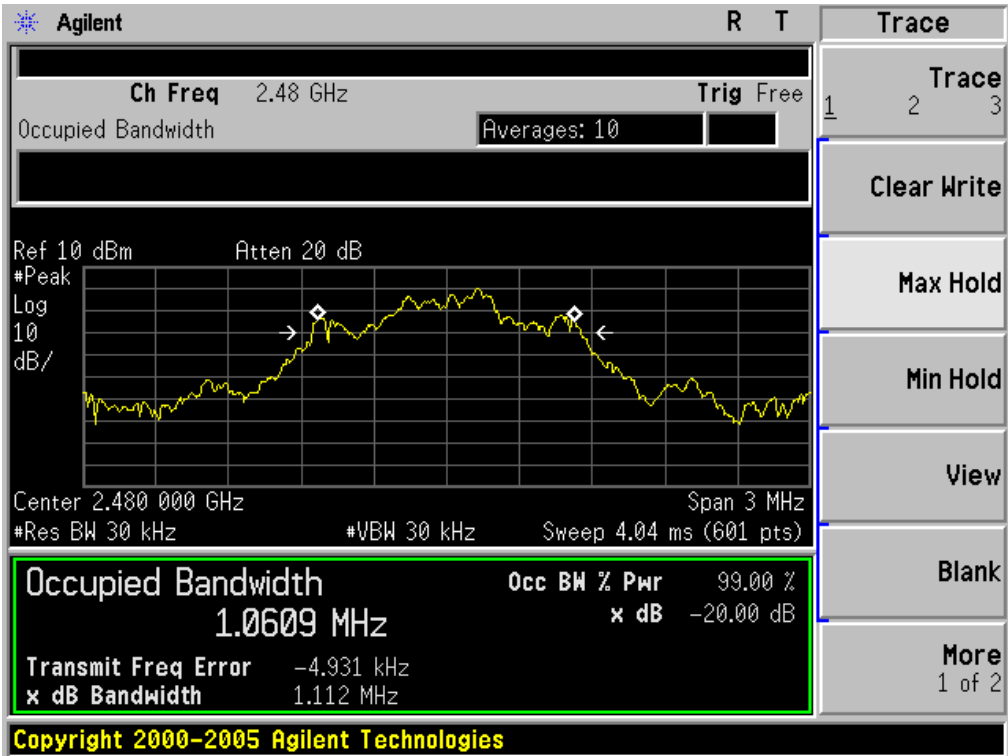 Agilent R T Trace
Ch Freq 2.48 GHz Trig Free
Occupied Bandwidth Averages: 10
Trace
1 2 3
Clear Write
Ref 10 dBm Atten 20 dB
#Peak
Log
10
dB/
Max Hold
Min Hold
View
Center 2.480 000 GHz Span 3 MHz
#Res BW 30 kHz #VBW 30 kHz Sweep 4.04 ms (601 pts)
Occupied Bandwidth Occ BW % Pwr 99.00 %
1.0609 MHz x dB -20.00 dB
Blank
Transmit Freq Error -4.931 kHz
x dB Bandwidth 1.112 MHz
More
1 of 2
Copyright 2000-2005 Agilent Technologies